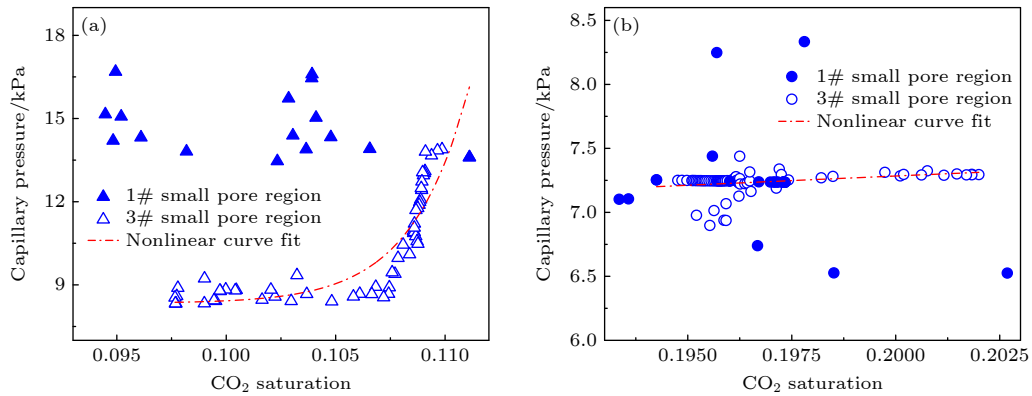 (a)
18
15
12
9
6
Capillary pressure/kPa
1# small pore region
3# small pore region
Nonlinear curve fit
0.095
0.100
0.105
0.110
CO₂ saturation
(b)
8.5
8.0
7.5
7.0
6.5
6.0
Capillary pressure/kPa
1# small pore region
3# small pore region
Nonlinear curve fit
0.1950
0.1975
0.2000
0.2025
CO₂ saturation